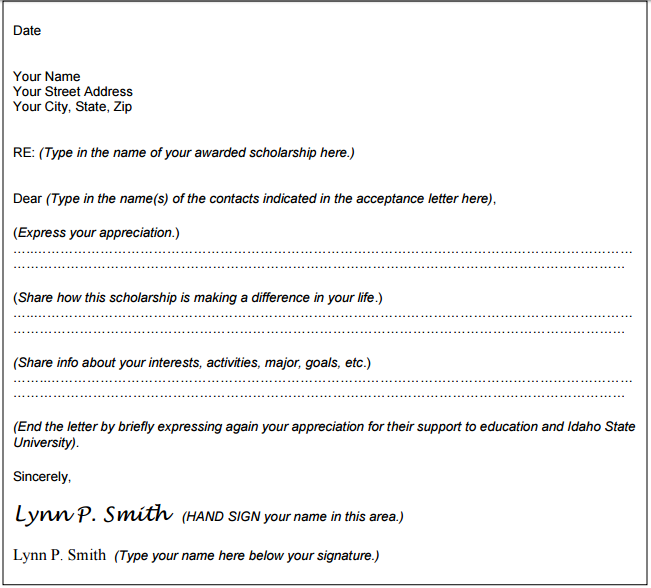 Date
Your Name
Your Street Address
Your City, State, Zip
RE: (Type in the name of your awarded scholarship here.)
Dear (Type in the name(s) of the contacts indicated in the acceptance letter here),
(Express your appreciation.)
………………………………………………………………………………………………………………………………
………………………………………………………………………………………………………………………………
(Share how this scholarship is making a difference in your life.)
………………………………………………………………………………………………………………………………
………………………………………………………………………………………………………………………………
(Share info about your interests, activities, major, goals, etc.)
………………………………………………………………………………………………………………………………
………………………………………………………………………………………………………………………………
(End the letter by briefly expressing again your appreciation for their support to education and Idaho State
University).
Sincerely,
Lynn P. Smith (HAND SIGN your name in this area.)
Lynn P. Smith (Type your name here below your signature.)